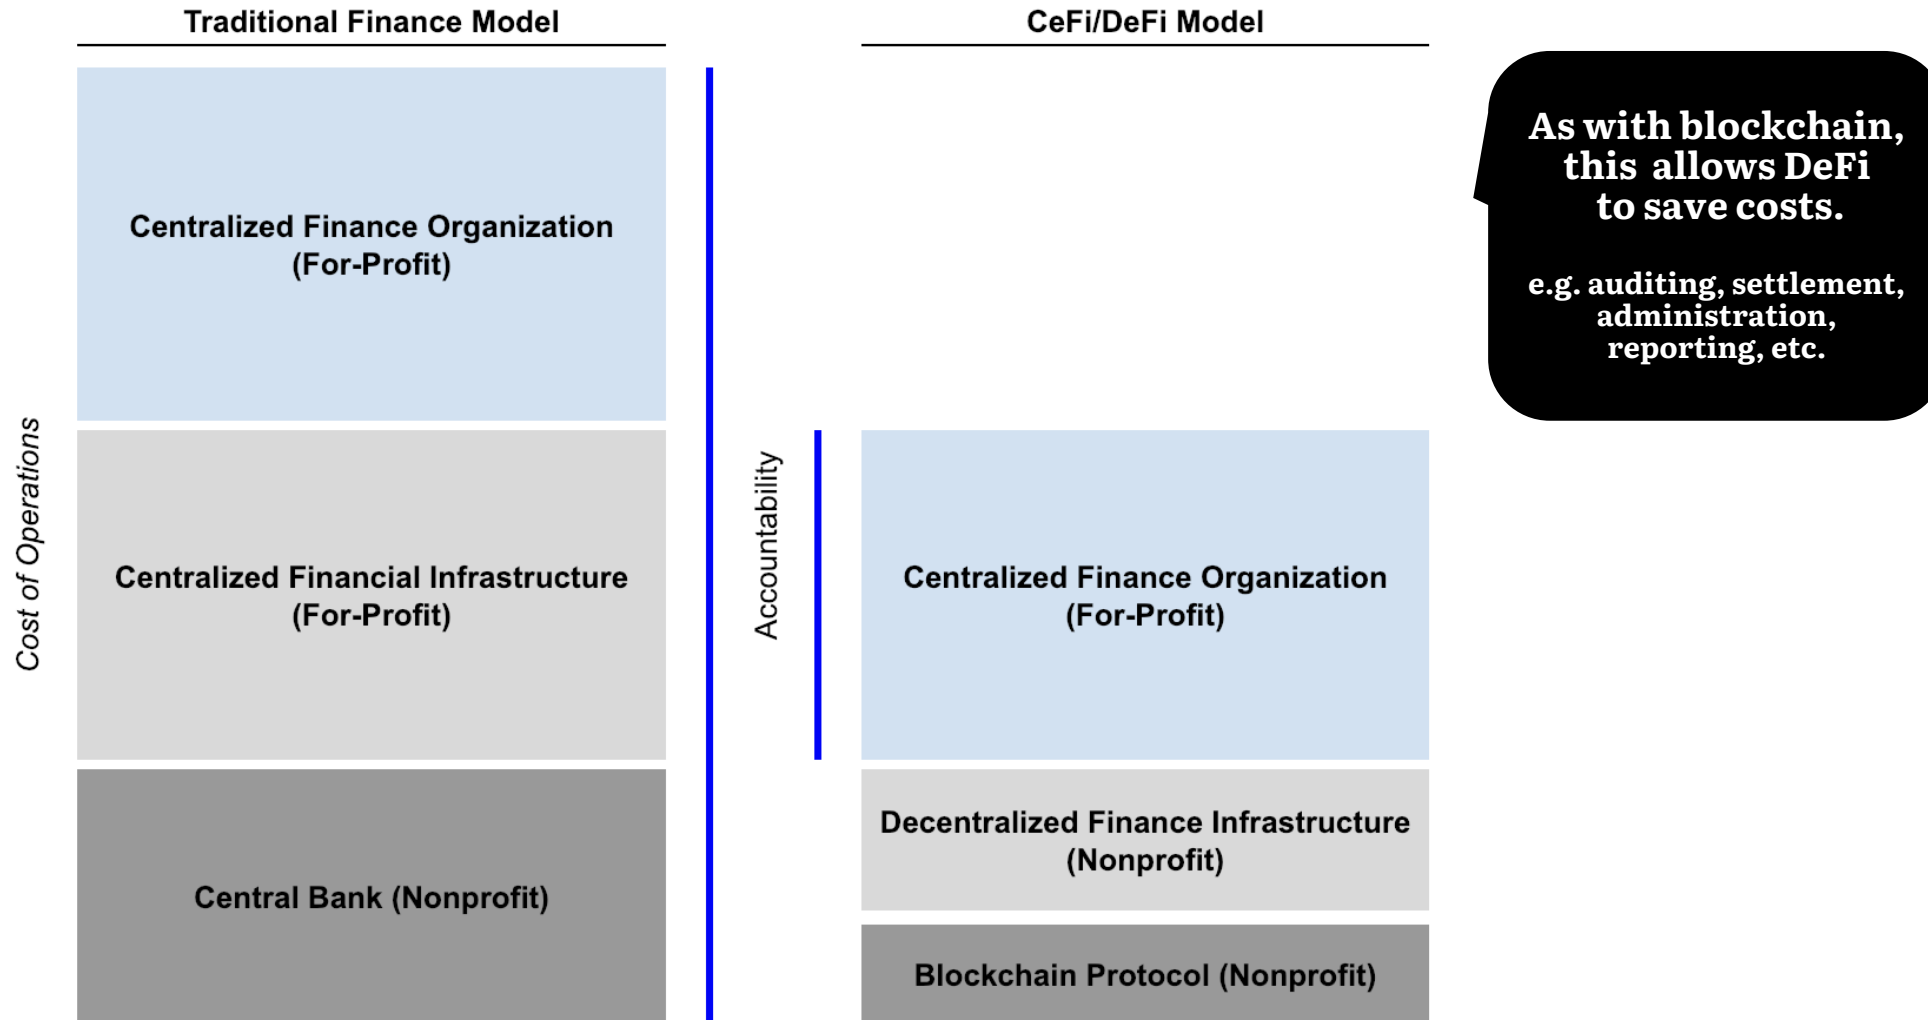 Traditional Finance Model
CeFi/DeFi Model
As with blockchain,
this allows DeFi
to save costs.
e.g. auditing, settlement,
administration,
reporting, etc.
Cost of Operations
Centralized Finance Organization
(For-Profit)
Centralized Financial Infrastructure
(For-Profit)
Central Bank (Nonprofit)
Accountability
Centralized Finance Organization
(For-Profit)
Decentralized Finance Infrastructure
(Nonprofit)
Blockchain Protocol (Nonprofit)